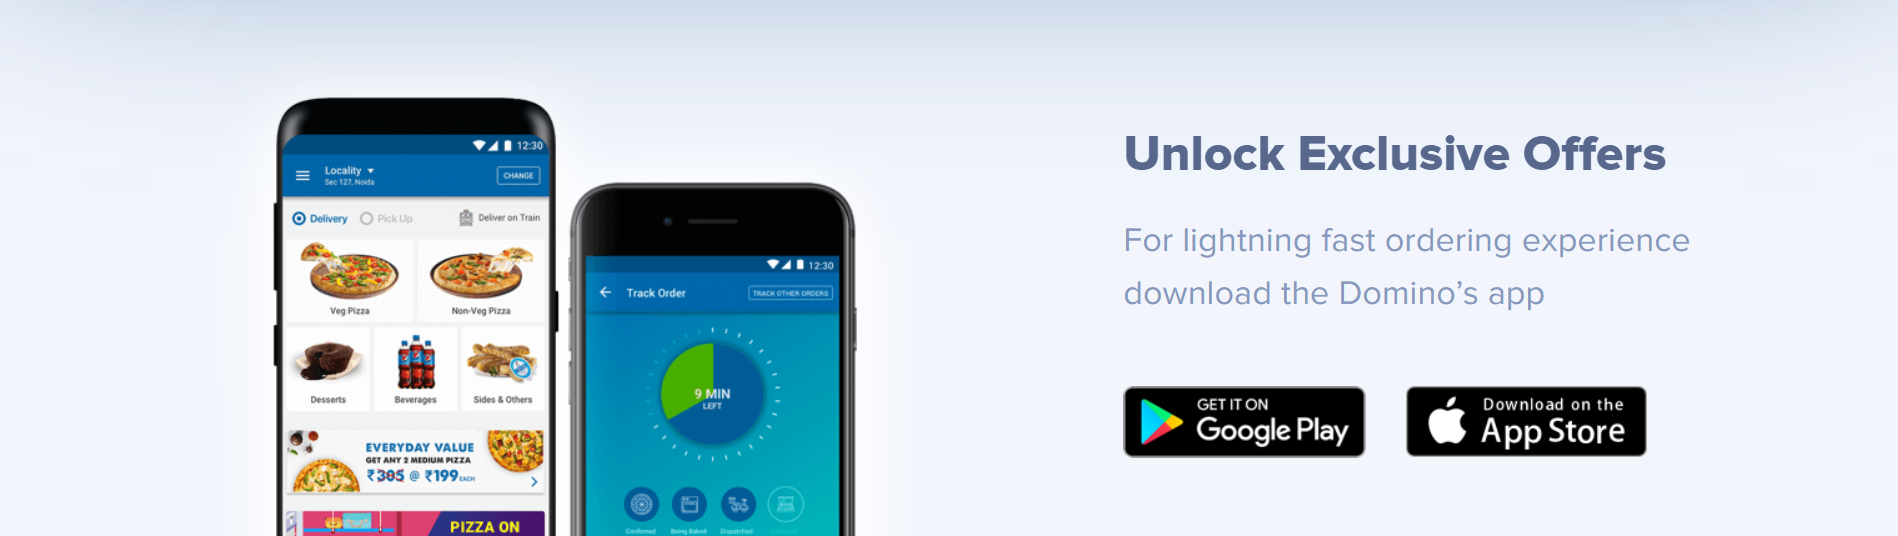 12:30
Locality
Sec 127, Noida
CHANGE
Delivery
Pick Up
Deliver on Train
Veg Pizza
Non-Veg Pizza
Desserts
Beverages
Sides & Others
EVERYDAY VALUE
GET ANY 2 MEDIUM PIZZA
₹305 @ ₹199 EACH
PIZZA ON
12:30
Track Order
TRACK OTHER ORDERS
9 MIN
LEFT
Confirmed
Being Baked
Dispatched
Unlock Exclusive Offers
For lightning fast ordering experience
download the Domino's app
GET IT ON
Google Play
Download on the
App Store